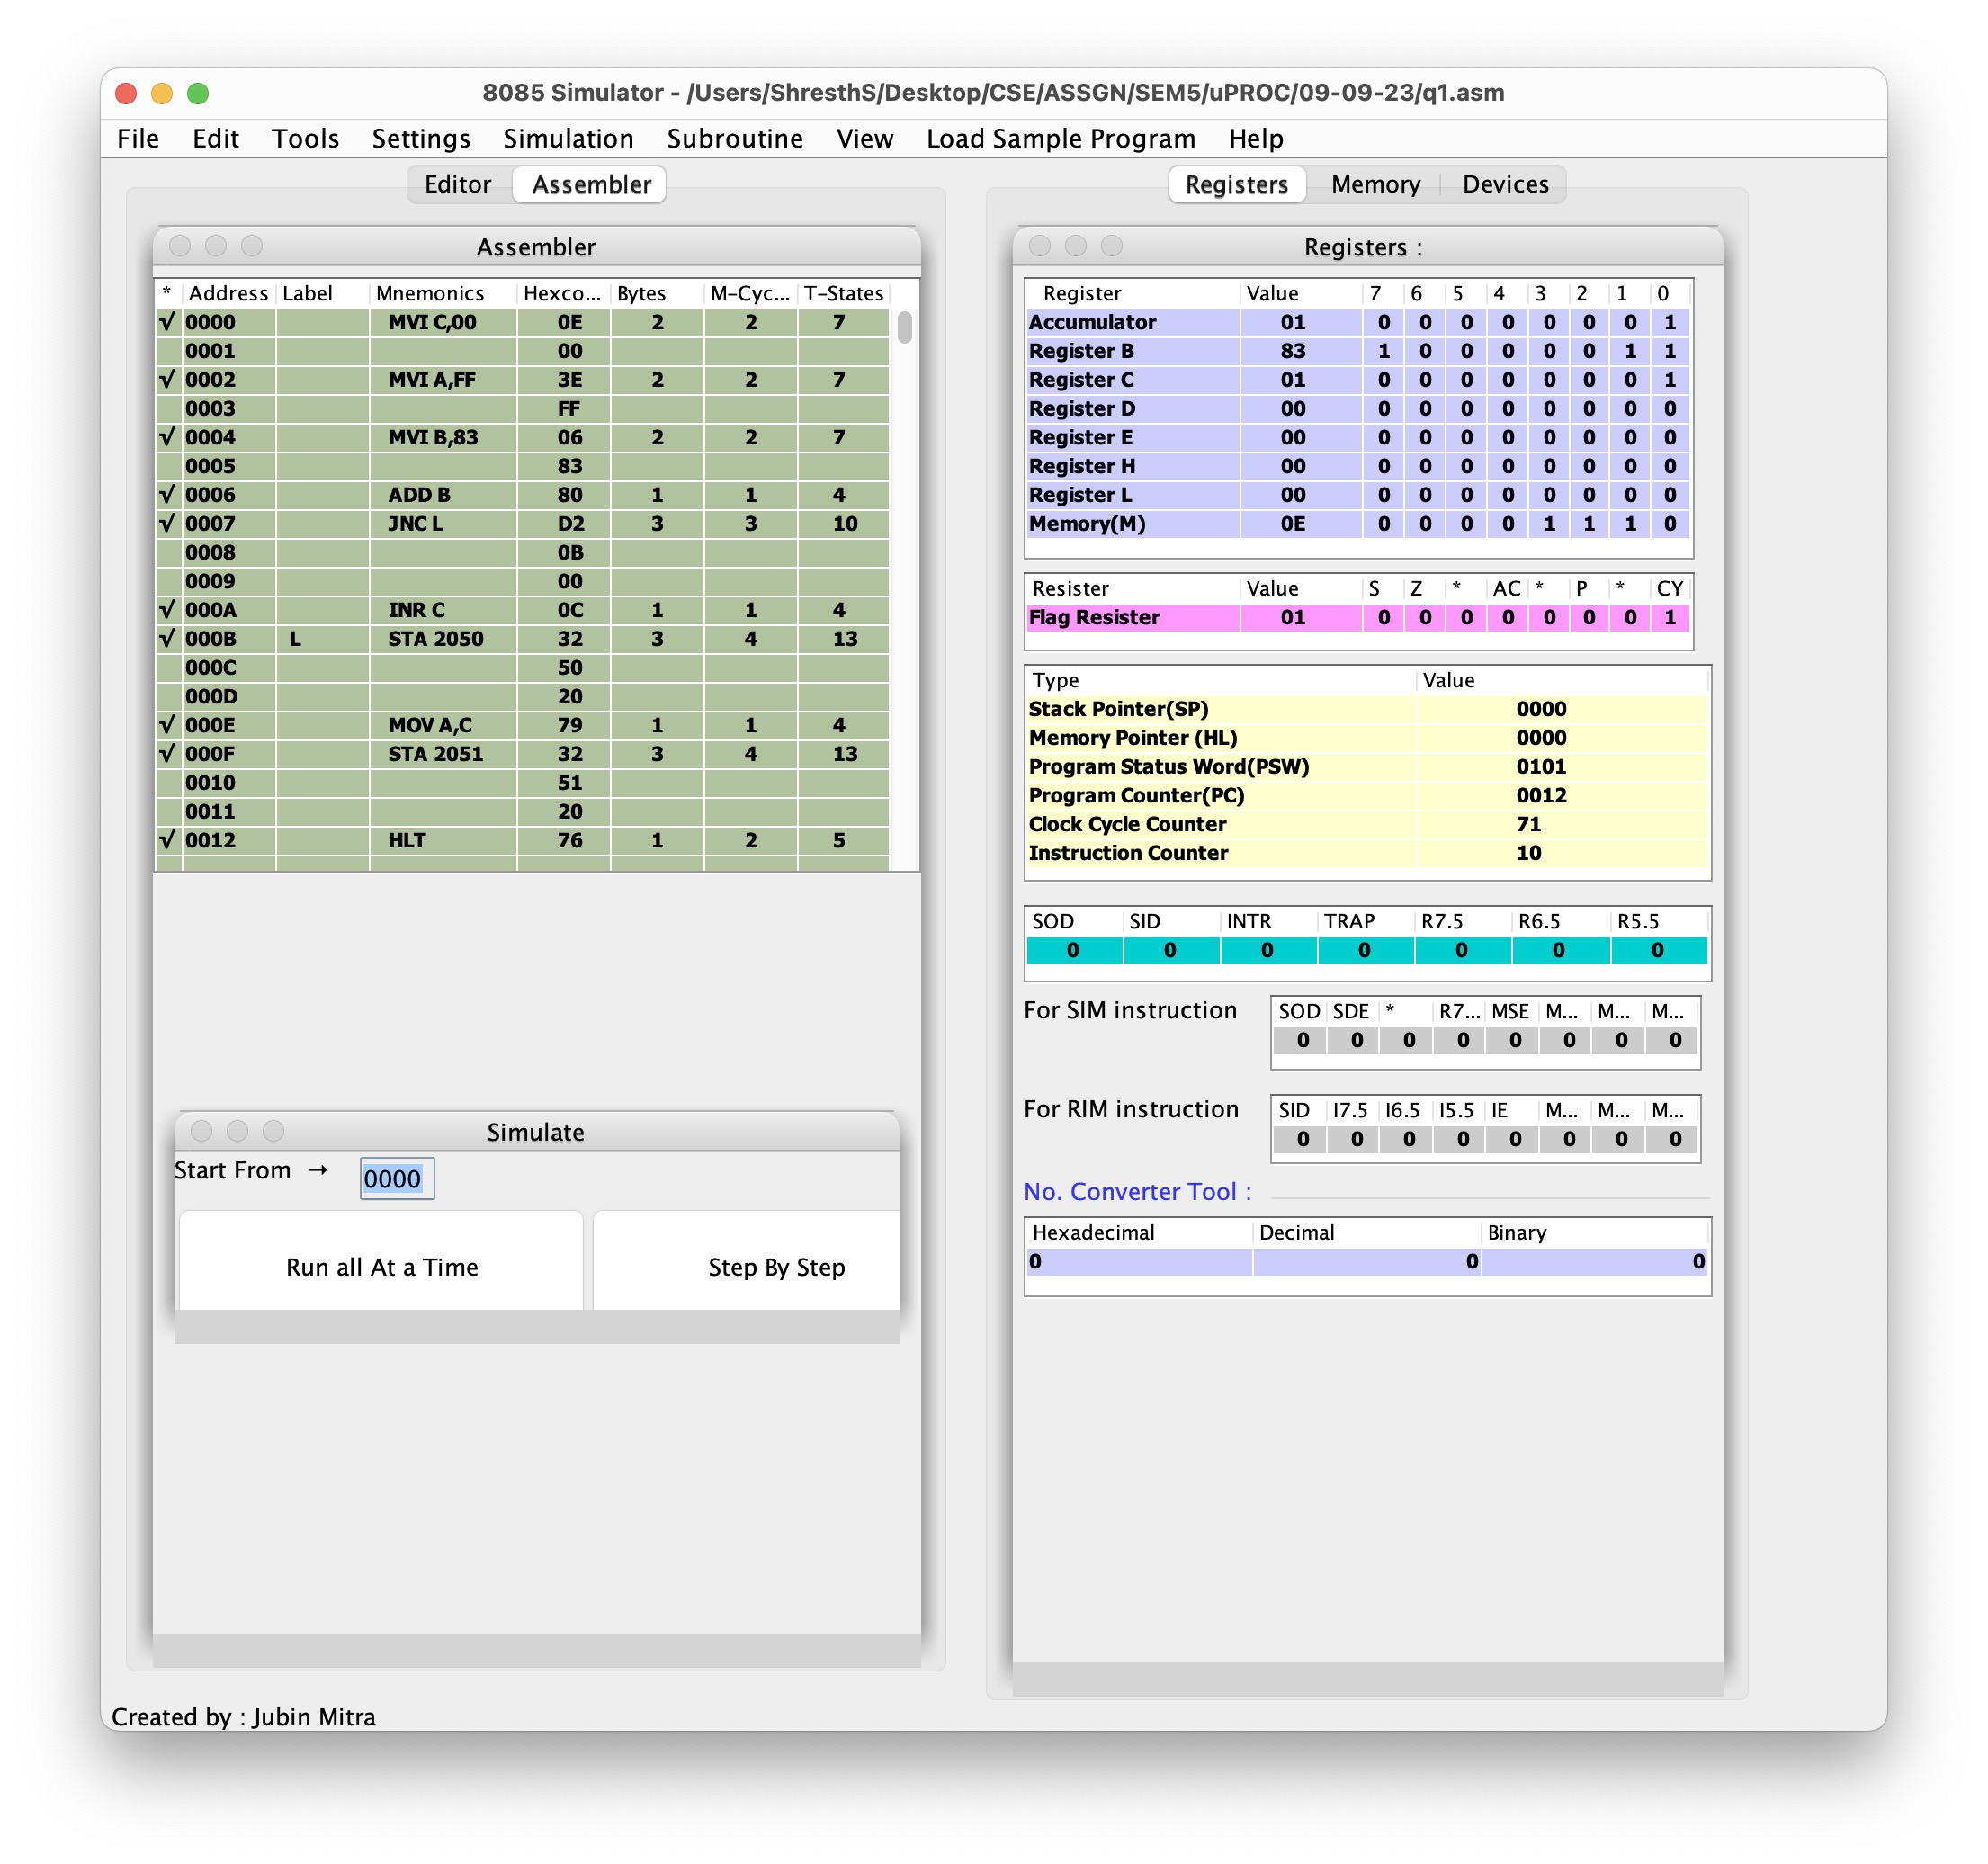 8085 Simulator - /Users/ShresthS/Desktop/CSE/ASSGN/SEM5/uPROC/09-09-23/q1.asm
File Edit Tools Settings Simulation Subroutine View Load Sample Program Help
Editor Assembler
Assembler
* Address Label Mnemonics Hexco... Bytes M-Cyc... T-States
√ 0000 MVI C,00 0E 2 2 7
0001 00
√ 0002 MVI A,FF 3E 2 2 7
0003 FF
√ 0004 MVI B,83 06 2 2 7
0005 83
√ 0006 ADD B 80 1 1 4
√ 0007 JNC L D2 3 3 10
0008 0B
0009 00
√ 000A INR C 0C 1 1 4
√ 000B L STA 2050 32 3 4 13
000C 50
000D 20
√ 000E MOV A,C 79 1 1 4
√ 000F STA 2051 32 3 4 13
0010 51
0011 20
√ 0012 HLT 76 1 2 5
Simulate
Start From → 0000
Run all At a Time Step By Step
Registers Memory Devices
Registers :
Register Value 7 6 5 4 3 2 1 0
Accumulator 01 0 0 0 0 0 0 0 1
Register B 83 1 0 0 0 0 0 1 1
Register C 01 0 0 0 0 0 0 0 1
Register D 00 0 0 0 0 0 0 0 0
Register E 00 0 0 0 0 0 0 0 0
Register H 00 0 0 0 0 0 0 0 0
Register L 00 0 0 0 0 0 0 0 0
Memory(M) 0E 0 0 0 0 1 1 1 0
Resister Value S Z * AC * P * CY
Flag Resister 01 0 0 0 0 0 0 0 1
Type Value
Stack Pointer(SP) 0000
Memory Pointer (HL) 0000
Program Status Word(PSW) 0101
Program Counter(PC) 0012
Clock Cycle Counter 71
Instruction Counter 10
SOD SID INTR TRAP R7.5 R6.5 R5.5
0 0 0 0 0 0 0
For SIM instruction
SOD SDE * R7... MSE M... M... M...
0 0 0 0 0 0 0 0
For RIM instruction
SID I7.5 I6.5 I5.5 IE M... M... M...
0 0 0 0 0 0 0 0
No. Converter Tool :
Hexadecimal Decimal Binary
0 0 0
Created by : Jubin Mitra